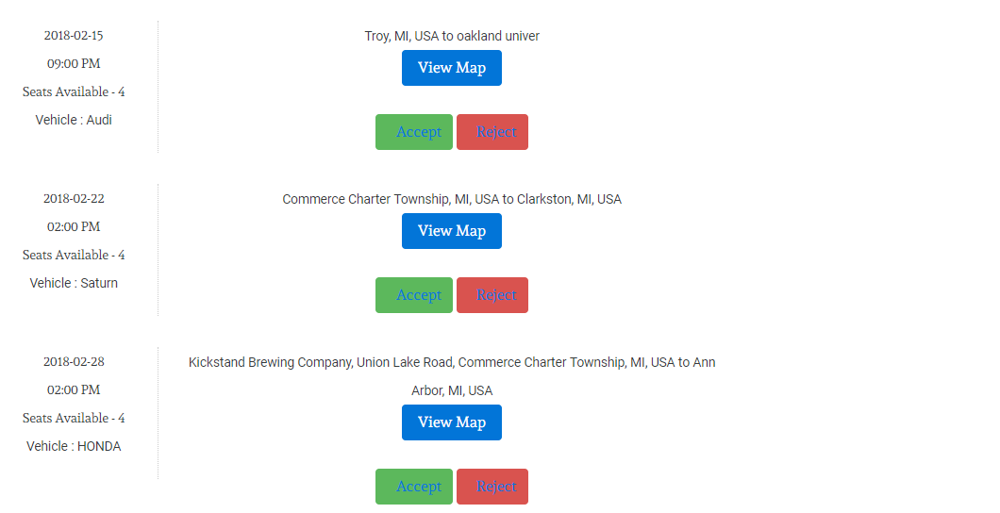 2018-02-15
09:00 PM
Seats Available - 4
Vehicle : Audi
Troy, MI, USA to oakland univer
View Map
Accept Reject
2018-02-22
02:00 PM
Seats Available - 4
Vehicle : Saturn
Commerce Charter Township, MI, USA to Clarkston, MI, USA
View Map
Accept Reject
2018-02-28
02:00 PM
Seats Available - 4
Vehicle : HONDA
Kickstand Brewing Company, Union Lake Road, Commerce Charter Township, MI, USA to Ann
Arbor, MI, USA
View Map
Accept Reject